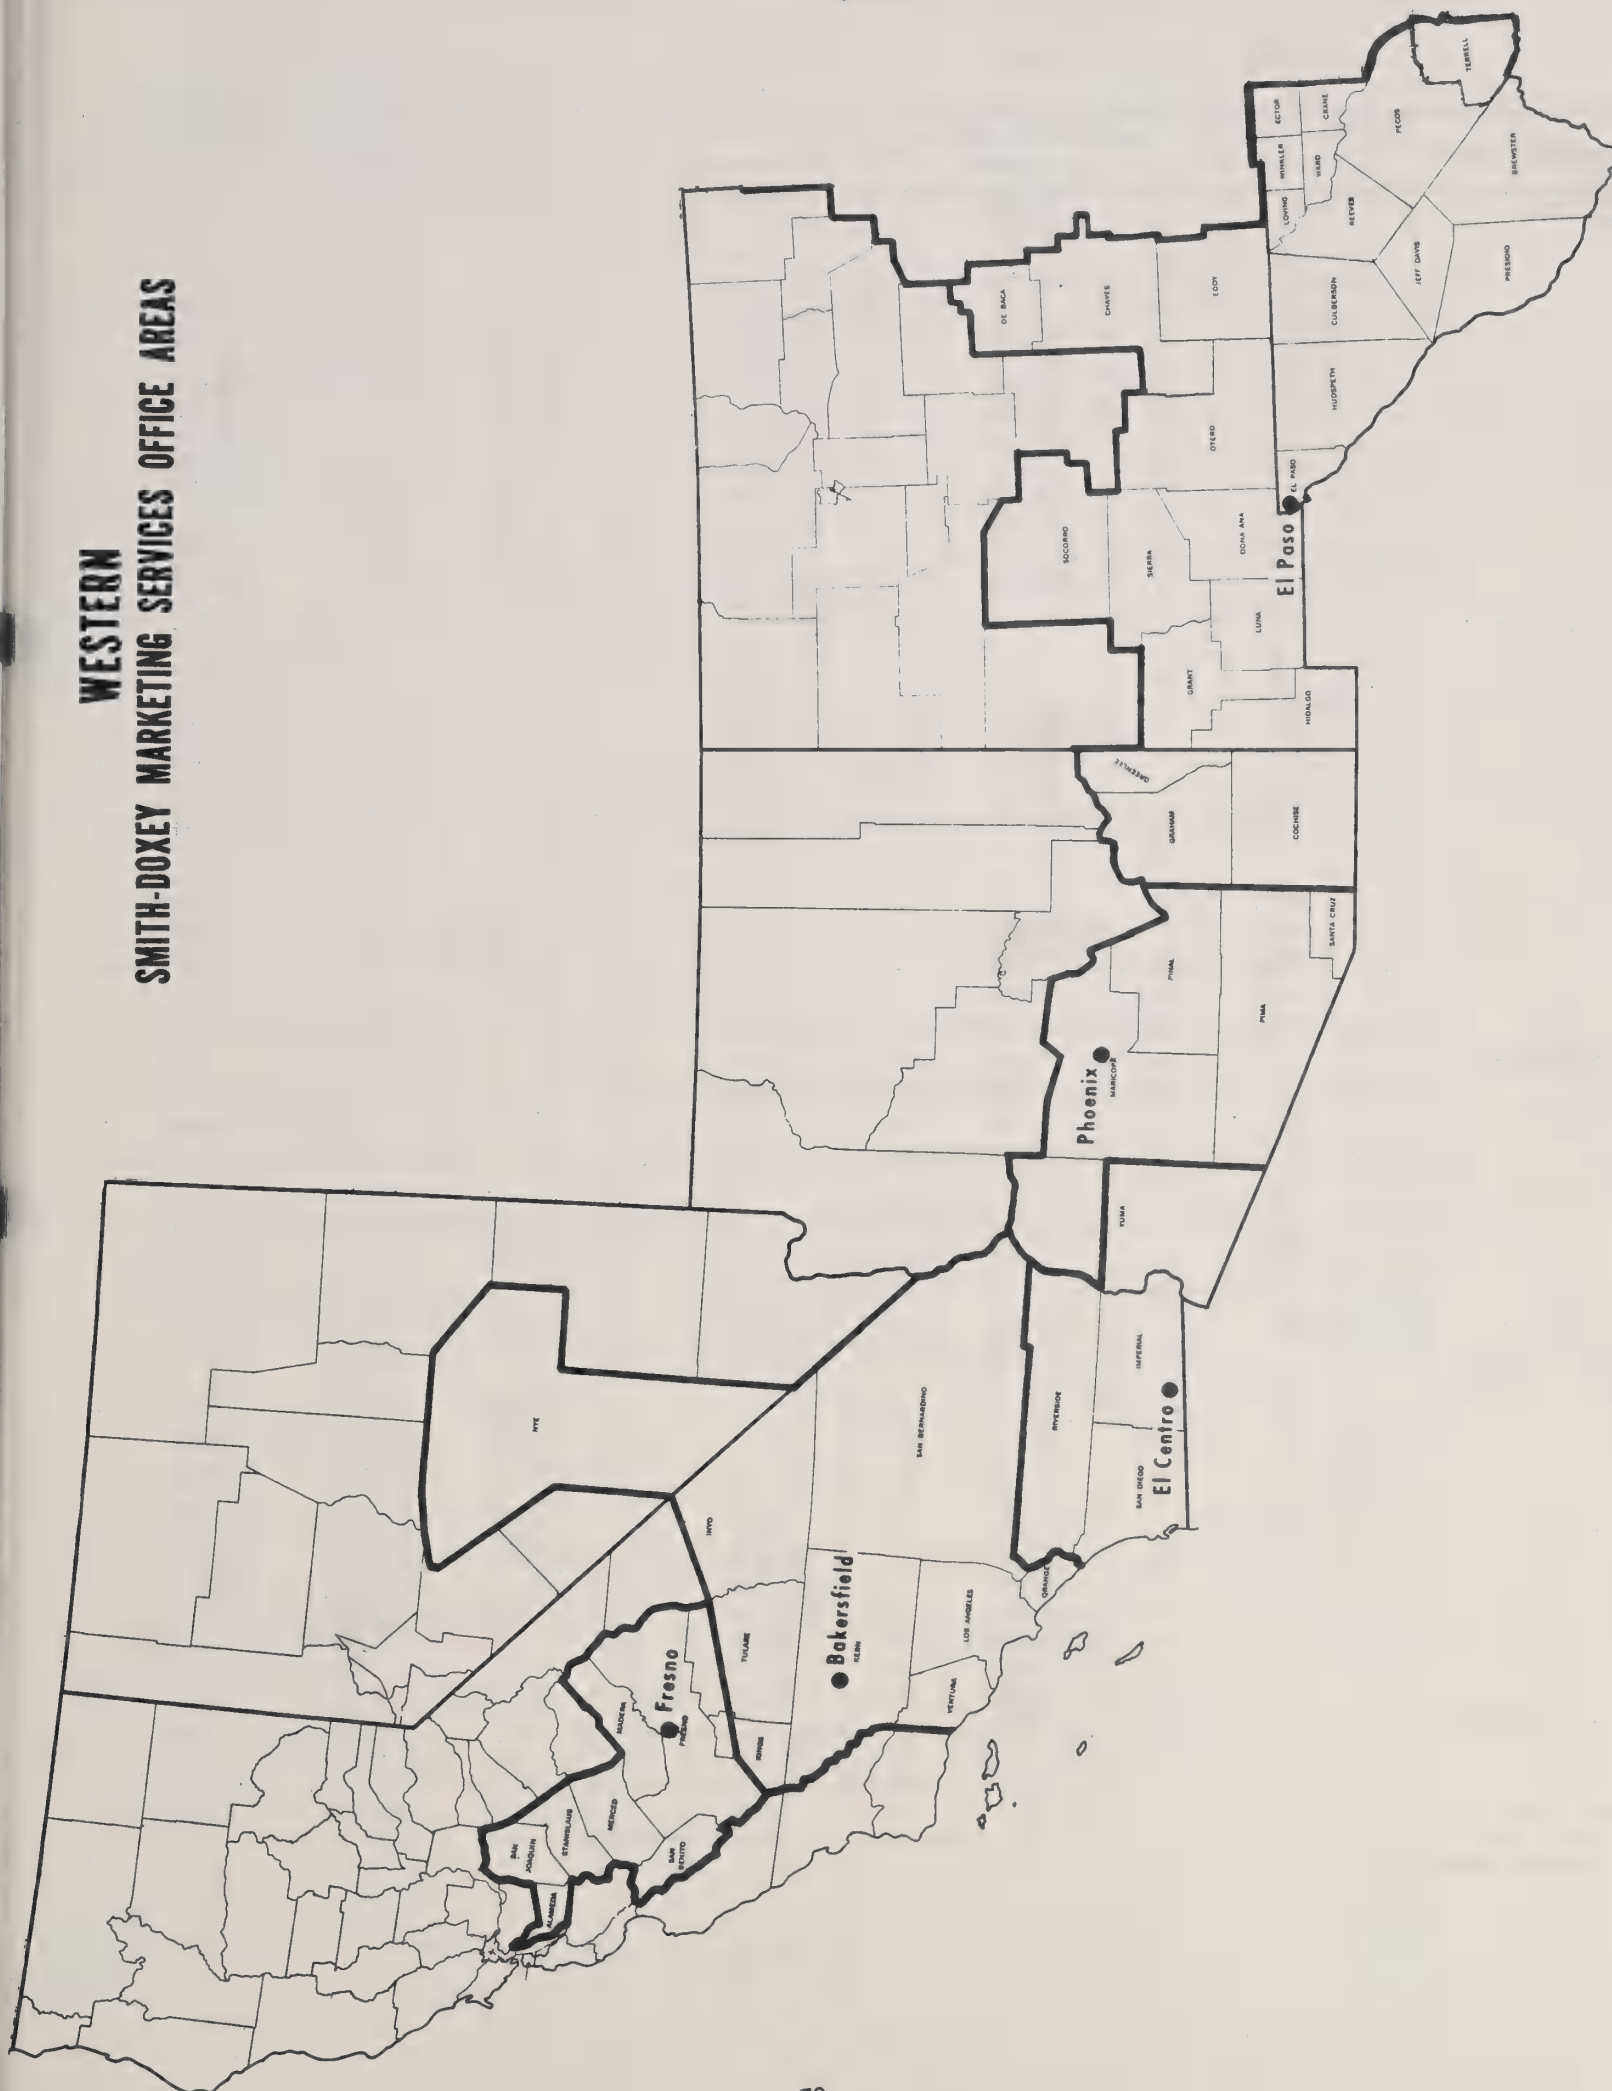 WESTERN
SMITH-DOXEY MARKETING SERVICES OFFICE AREAS
NYE
INYO
SAN BERNARDINO
Fresno
MADERA
FRESNO
TULARE
KINGS
MERCED
STANISLAUS
SAN
JOAQUIN
SAN
BENITO
ALAMEDA
Bakersfield
KERN
LOS ANGELES
VENTURA
ORANGE
RIVERSIDE
IMPERIAL
SAN DIEGO
El Centro
YUMA
Phoenix
MARICOPA
PINAL
PIMA
SANTA CRUZ
GREENLEE
GRAHAM
COCHISE
GRANT
HIDALGO
LUNA
SOCORRO
SIERRA
DONA ANA
OTERO
El Paso
EL PASO
DE BACA
CHAVES
EDDY
HUDSPETH
CULBERSON
JEFF DAVIS
PRESIDIO
REEVES
LOVING
WINKLER
WARD
ECTOR
CRANE
PECOS
BREWSTER
TERRELL